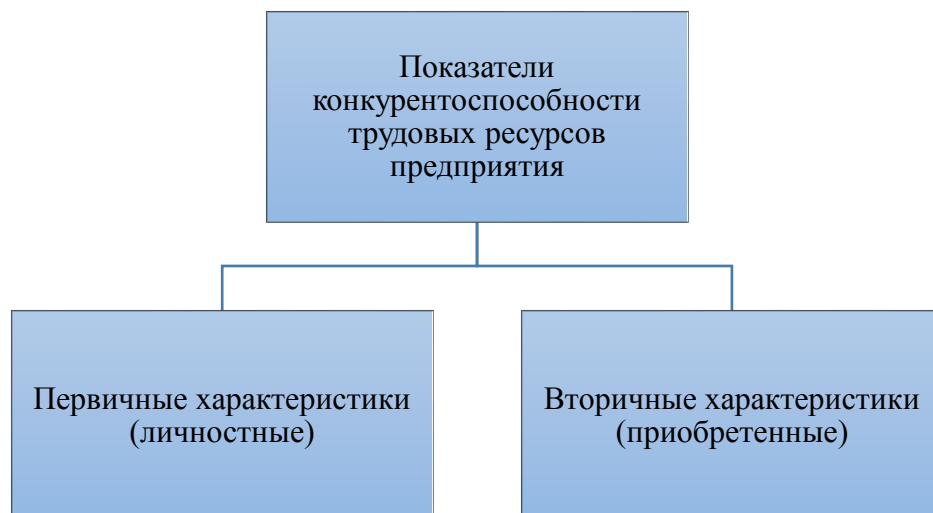 Показатели
конкурентоспособности
трудовых ресурсов
предприятия
Первичные характеристики
(личностные)
Вторичные характеристики
(приобретенные)